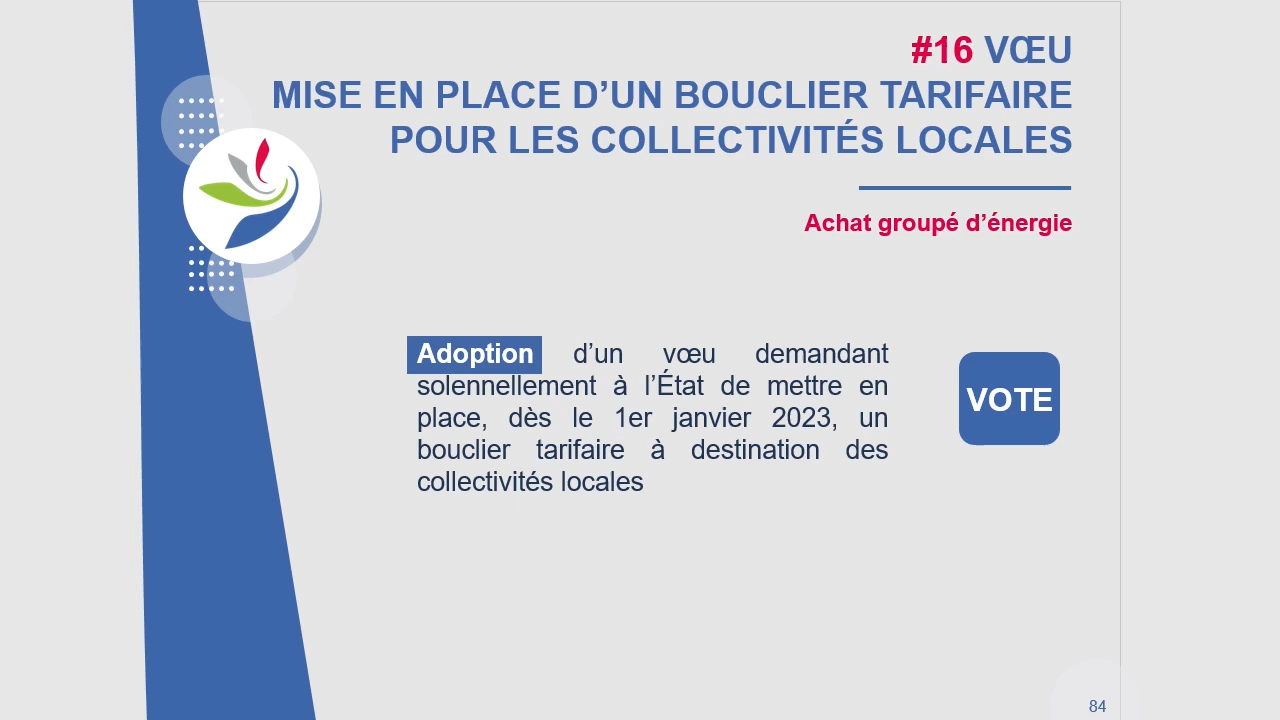 #16 VŒU
MISE EN PLACE D’UN BOUCLIER TARIFAIRE
POUR LES COLLECTIVITÉS LOCALES
Achat groupé d’énergie
Adoption d’un vœu demandant
solennellement à l’État de mettre en
place, dès le 1er janvier 2023, un
bouclier tarifaire à destination des
collectivités locales
VOTE
84